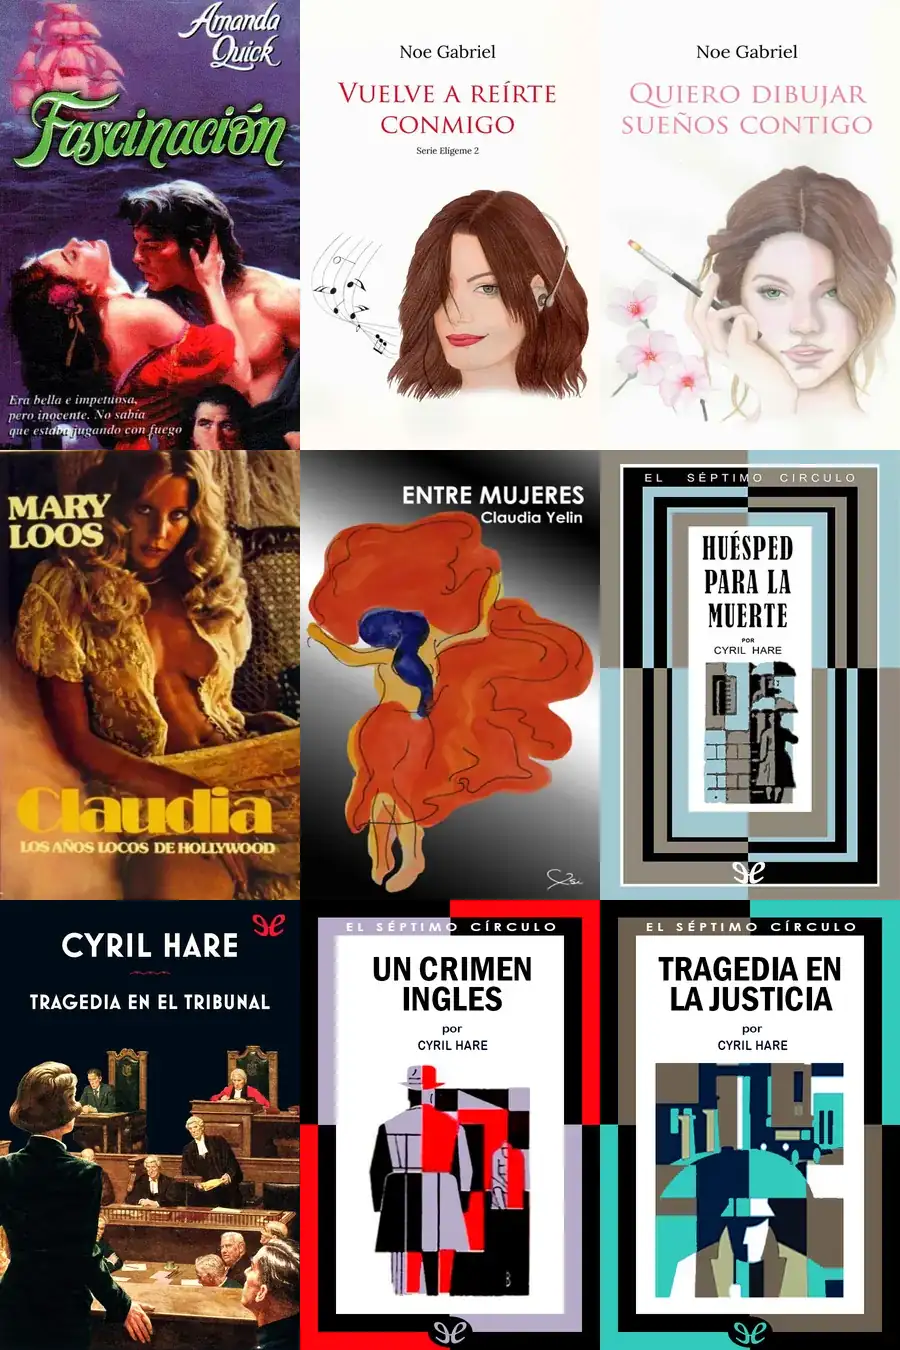 Amanda
Quick
Fascinación
Era bella e impetuosa,
pero inocente. No sabía
que estaba jugando con fuego
Noe Gabriel
VUELVE A REÍRTE
CONMIGO
Serie Elígeme 2
Noe Gabriel
QUIERO DIBUJAR
SUEÑOS CONTIGO
MARY
LOOS
Claudia
LOS AÑOS LOCOS DE HOLLYWOOD
ENTRE MUJERES
Claudia Yelin
EL SÉPTIMO CIRCULO
HUÉSPED
PARA LA
MUERTE
POR
CYRIL HARE
CYRIL HARE
TRAGEDIA EN EL TRIBUNAL
EL SÉPTIMO CÍRCULO
UN CRIMEN
INGLES
por
CYRIL HARE
EL SÉPTIMO CÍRCULO
TRAGEDIA EN
LA JUSTICIA
por
CYRIL HARE